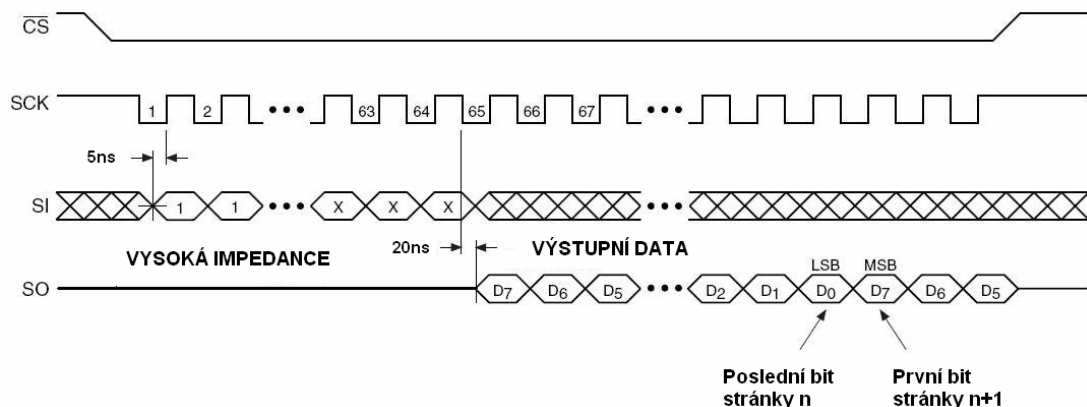 CS
SCK 1 2 ••• 63 64 65 66 67 •••
5ns
SI 1 1 ••• X X X •••
VYSOKÁ IMPEDANCE 20ns VÝSTUPNÍ DATA
LSB MSB
SO D7 D6 D5 ••• D2 D1 D0 D7 D6 D5
Poslední bit
stránky n
První bit
stránky n+1